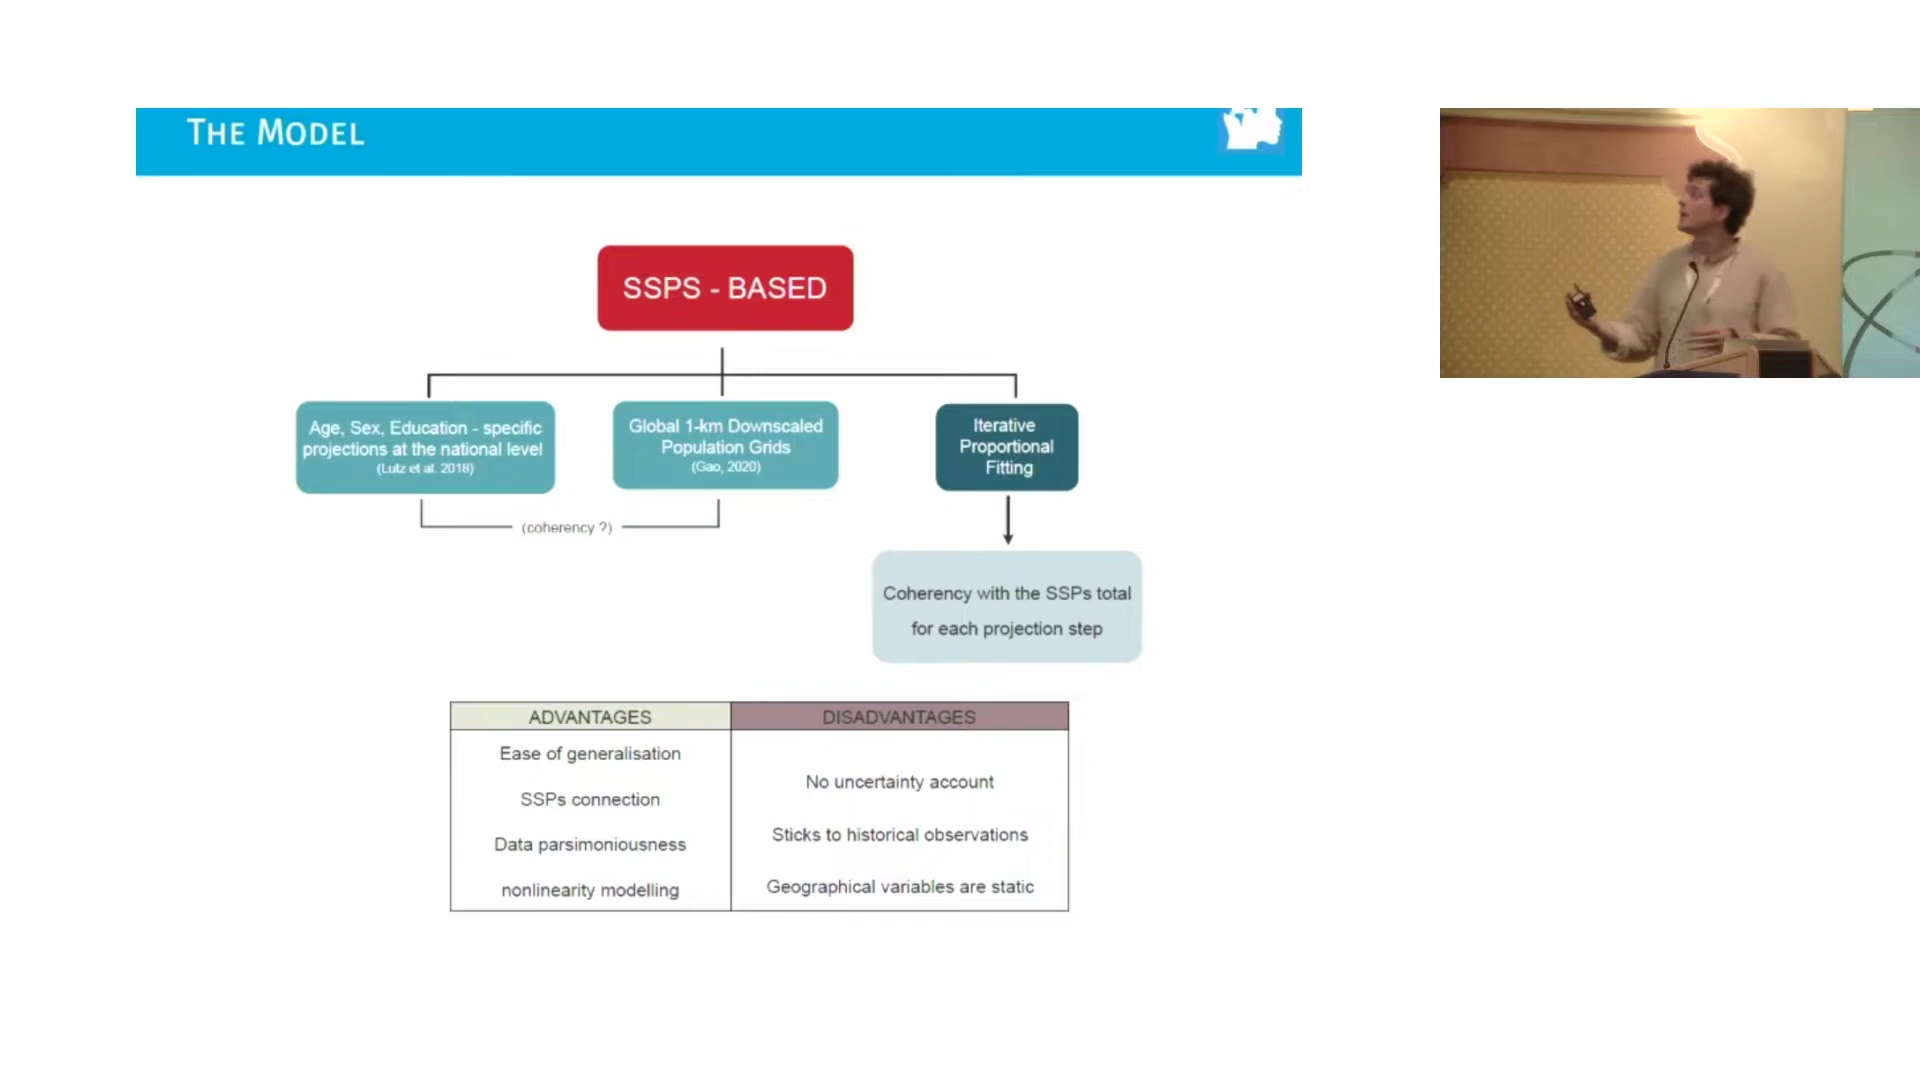 THE MODEL
SSPS - BASED
Age, Sex, Education - specific
projections at the national level
(Lutz et al. 2018)
Global 1-km Downscaled
Population Grids
(Gao, 2020)
Iterative
Proportional
Fitting
(coherency ?)
Coherency with the SSPs total
for each projection step
ADVANTAGES
DISADVANTAGES
Ease of generalisation
SSPs connection
Data parsimoniousness
nonlinearity modelling
No uncertainty account
Sticks to historical observations
Geographical variables are static